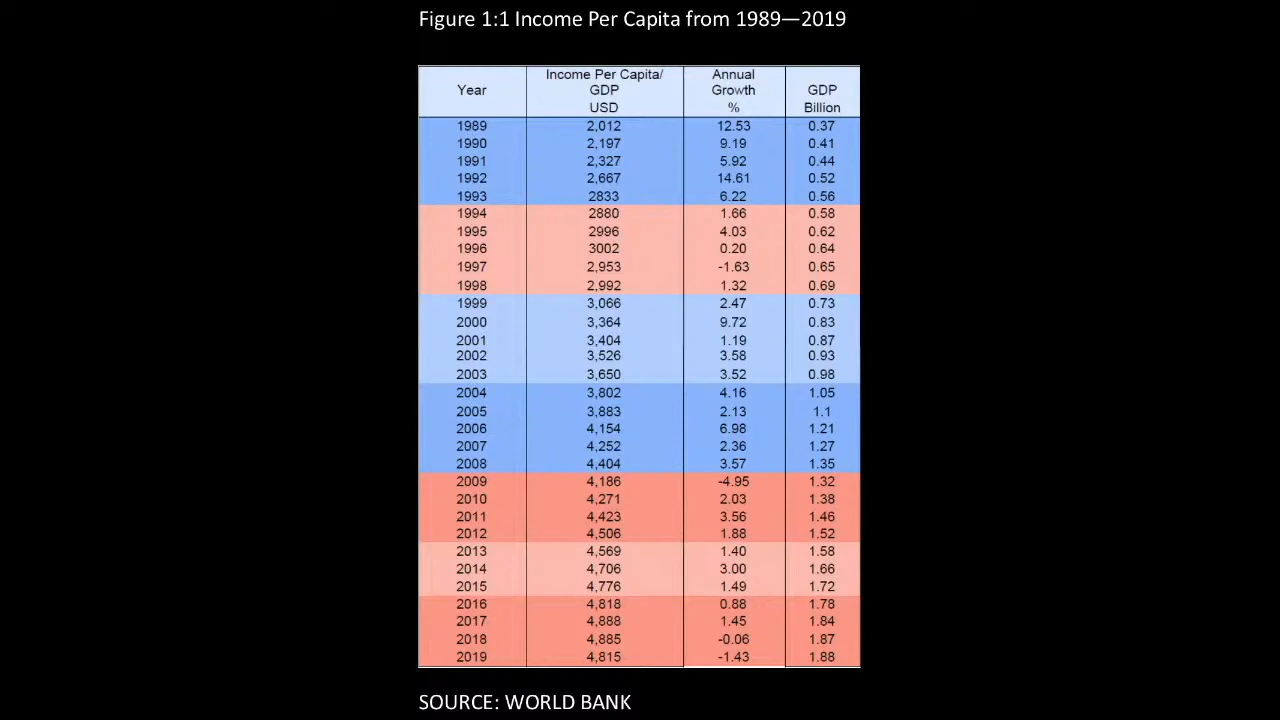 Figure 1:1 Income Per Capita from 1989—2019
Year Income Per Capita/ GDP USD Annual Growth % GDP Billion
1989 2,012 12.53 0.37
1990 2,197 9.19 0.41
1991 2,327 5.92 0.44
1992 2,667 14.61 0.52
1993 2833 6.22 0.56
1994 2880 1.66 0.58
1995 2996 4.03 0.62
1996 3002 0.20 0.64
1997 2,953 -1.63 0.65
1998 2,992 1.32 0.69
1999 3,066 2.47 0.73
2000 3,364 9.72 0.83
2001 3,404 1.19 0.87
2002 3,526 3.58 0.93
2003 3,650 3.52 0.98
2004 3,802 4.16 1.05
2005 3,883 2.13 1.1
2006 4,154 6.98 1.21
2007 4,252 2.36 1.27
2008 4,404 3.57 1.35
2009 4,186 -4.95 1.32
2010 4,271 2.03 1.38
2011 4,423 3.56 1.46
2012 4,506 1.88 1.52
2013 4,569 1.40 1.58
2014 4,706 3.00 1.66
2015 4,776 1.49 1.72
2016 4,818 0.88 1.78
2017 4,888 1.45 1.84
2018 4,885 -0.06 1.87
2019 4,815 -1.43 1.88
SOURCE: WORLD BANK